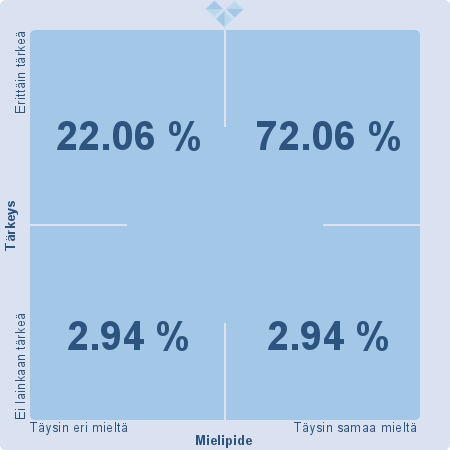 Erittäin tärkeä
22.06 %
72.06 %
Tärkeys
2.94 %
2.94 %
Ei lainkaan tärkeä
Täysin eri mieltä
Täysin samaa mieltä
Mielipide